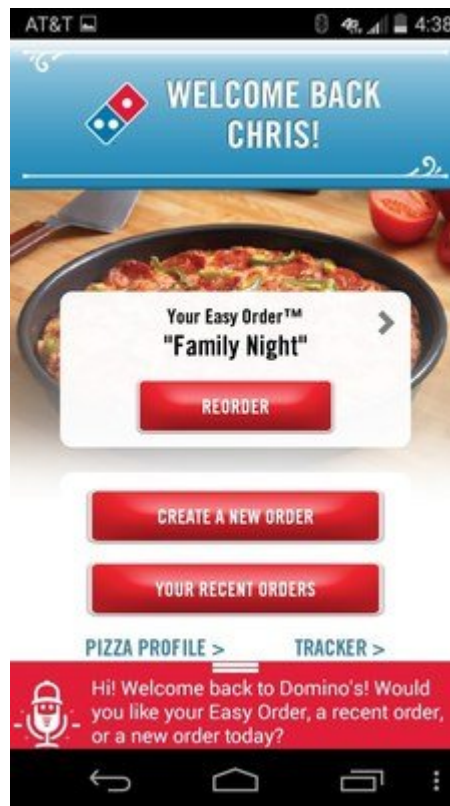 AT&T 4G 4:38
WELCOME BACK
CHRIS!
Your Easy Order™
"Family Night"
REORDER
CREATE A NEW ORDER
YOUR RECENT ORDERS
PIZZA PROFILE > TRACKER >
Hi! Welcome back to Domino's! Would
you like your Easy Order, a recent order,
or a new order today?